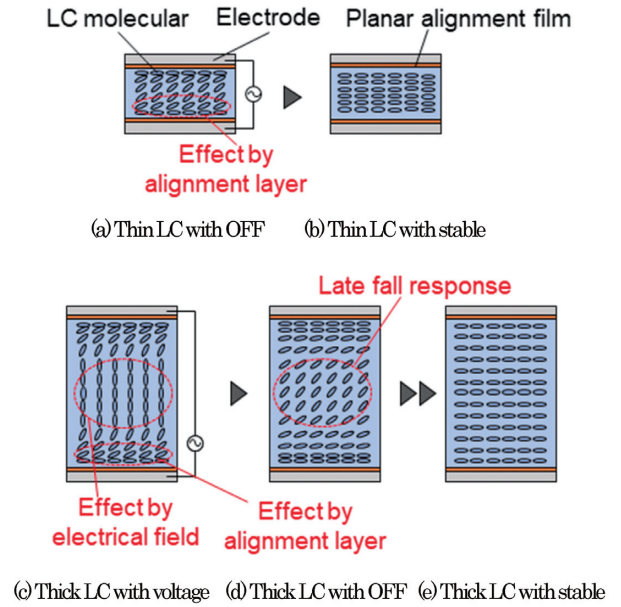 LC molecular
Electrode
Planar alignment film
Effect by
alignment layer
(a) Thin LC with OFF
(b) Thin LC with stable
Late fall response
Effect by
electrical field
Effect by
alignment layer
(c) Thick LC with voltage
(d) Thick LC with OFF
(e) Thick LC with stable